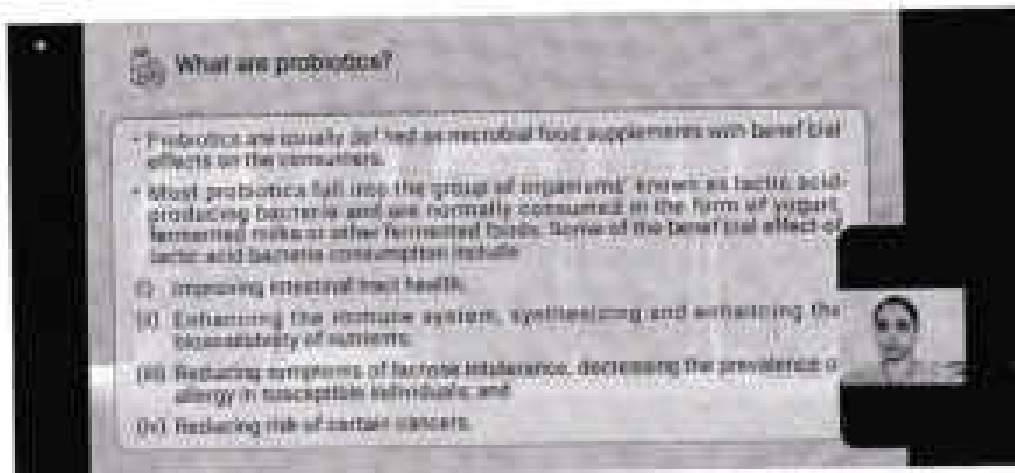 What are probiotics?
• Probiotics are usually defined as microbial food supplements with beneficial
effects on the consumers.
• Most probiotics fall into the group of organisms' known as lactic acid-
producing bacteria and are normally consumed in the form of yogurt,
fermented milks or other fermented foods. Some of the beneficial effect of
lactic acid bacteria consumption include
(i) Improving intestinal tract health,
(ii) Enhancing the immune system, synthesizing and enhancing the
bioavailability of nutrients,
(iii) Reducing symptoms of lactose intolerance, decreasing the prevalence o
allergy in susceptible individuals, and
(iv) Reducing risk of certain cancers.